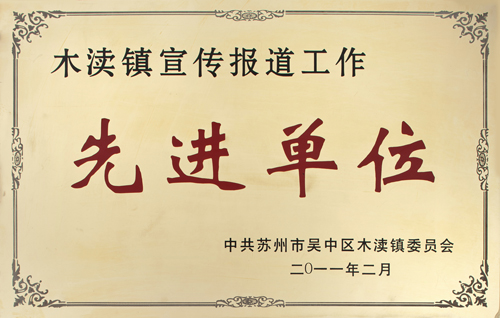 木渎镇宣传报道工作
先进单位
中共苏州市吴中区木渎镇委员会
二〇一一年二月